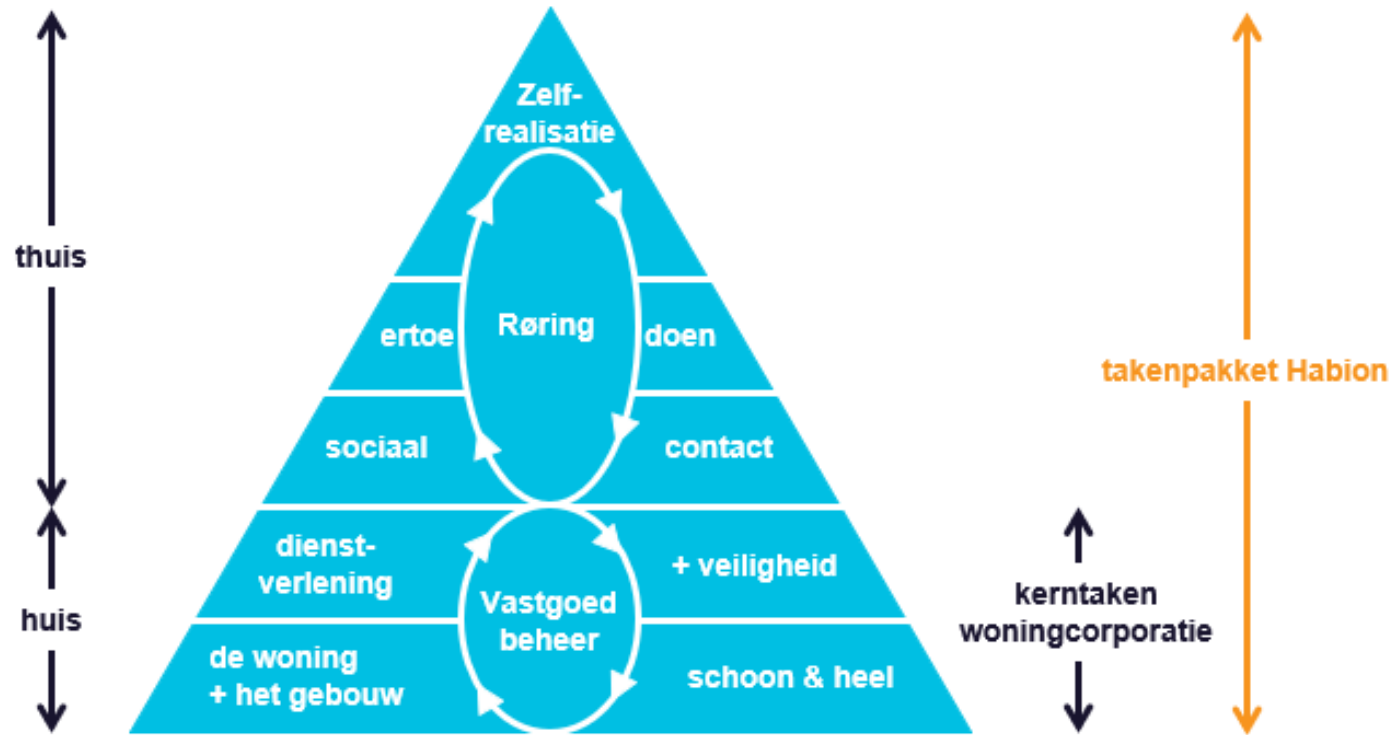 Zelf-
realisatie
thuis
ertoe
Røring
doen
takenpakket Habion
sociaal
contact
dienst-
verlening
+ veiligheid
huis
Vastgoed
beheer
kerntaken
woningcorporatie
de woning
+ het gebouw
schoon & heel